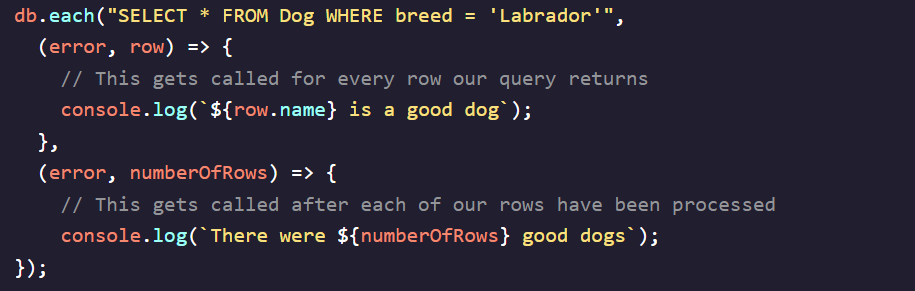 db.each("SELECT * FROM Dog WHERE breed = 'Labrador'",
  (error, row) => {
    // This gets called for every row our query returns
    console.log(`${row.name} is a good dog`);
  },
  (error, numberOfRows) => {
    // This gets called after each of our rows have been processed
    console.log(`There were ${numberOfRows} good dogs`);
});